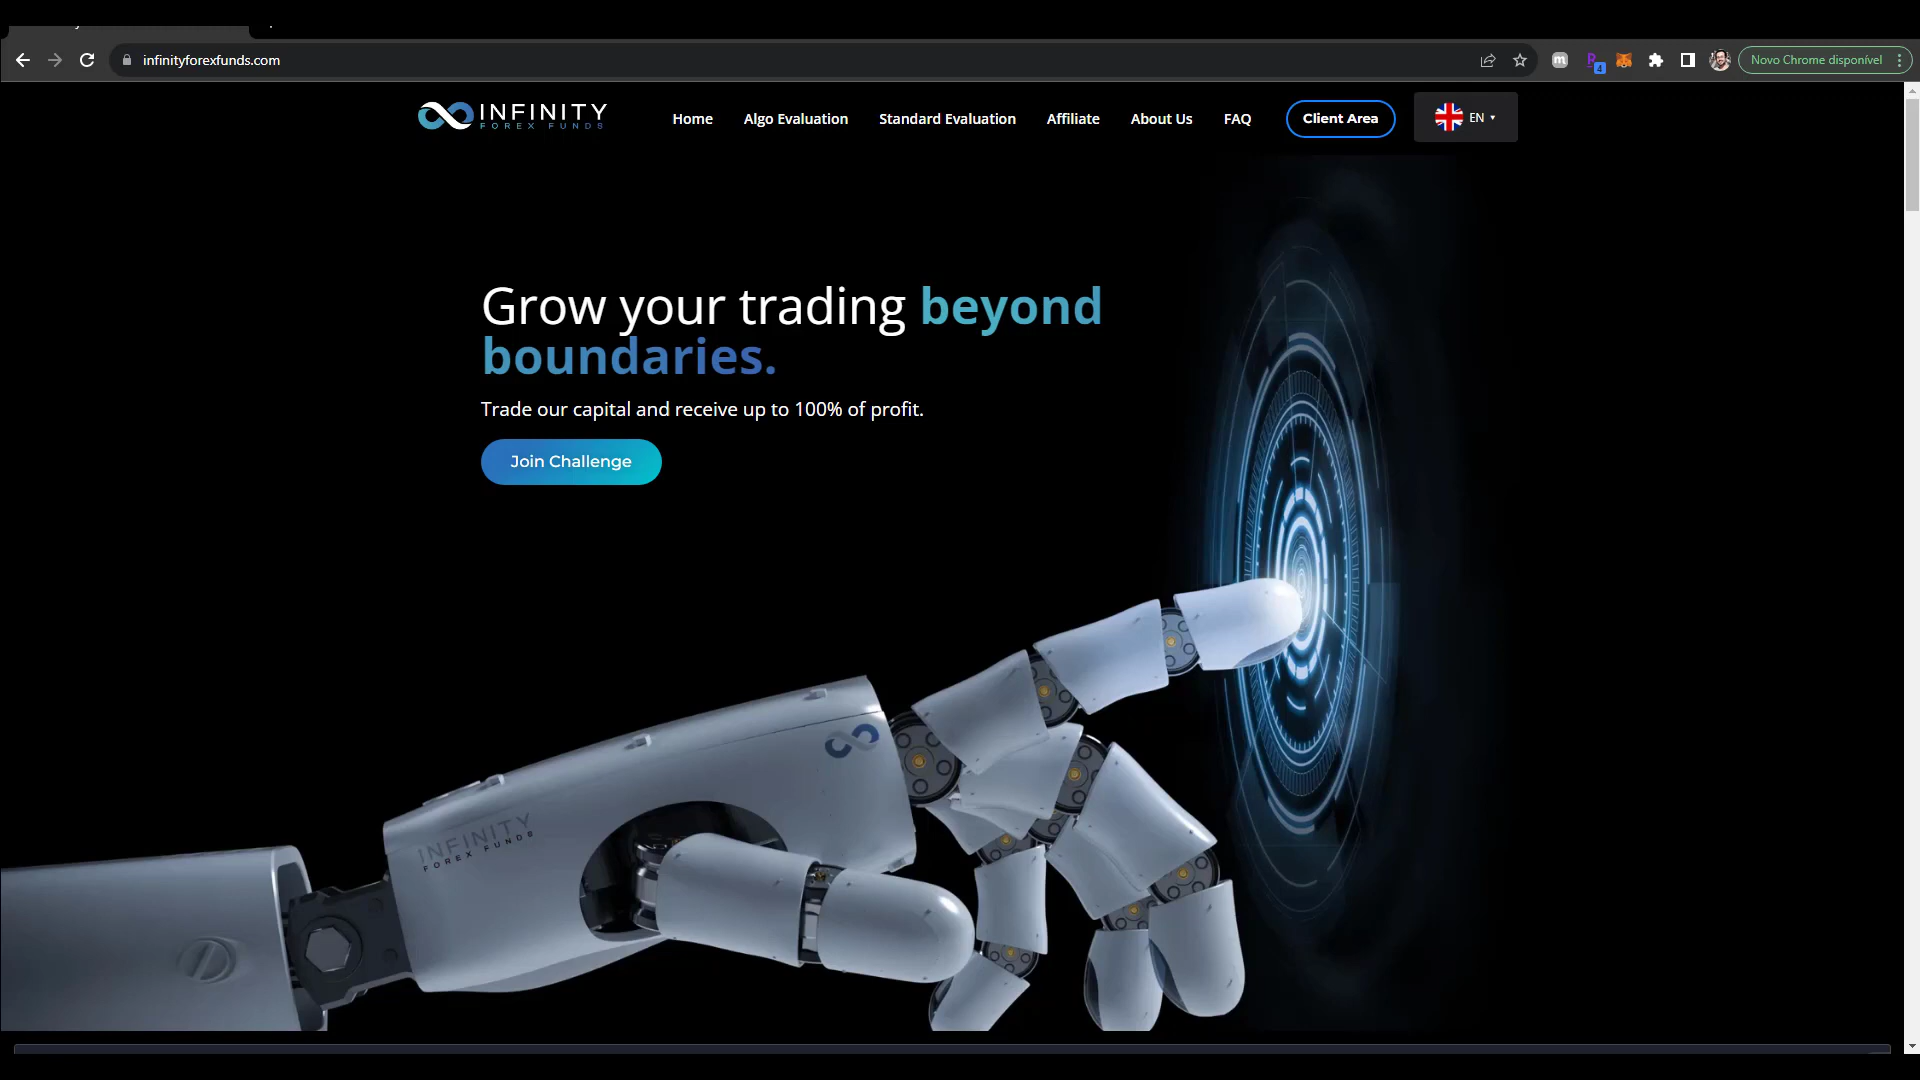 infinityforexfunds.com
4
Novo Chrome disponível
INFINITY
FOREX FUNDS
Home
Algo Evaluation
Standard Evaluation
Affiliate
About Us
FAQ
Client Area
EN
Grow your trading beyond
boundaries.
Trade our capital and receive up to 100% of profit.
Join Challenge
INFINITY
FOREX FUNDS